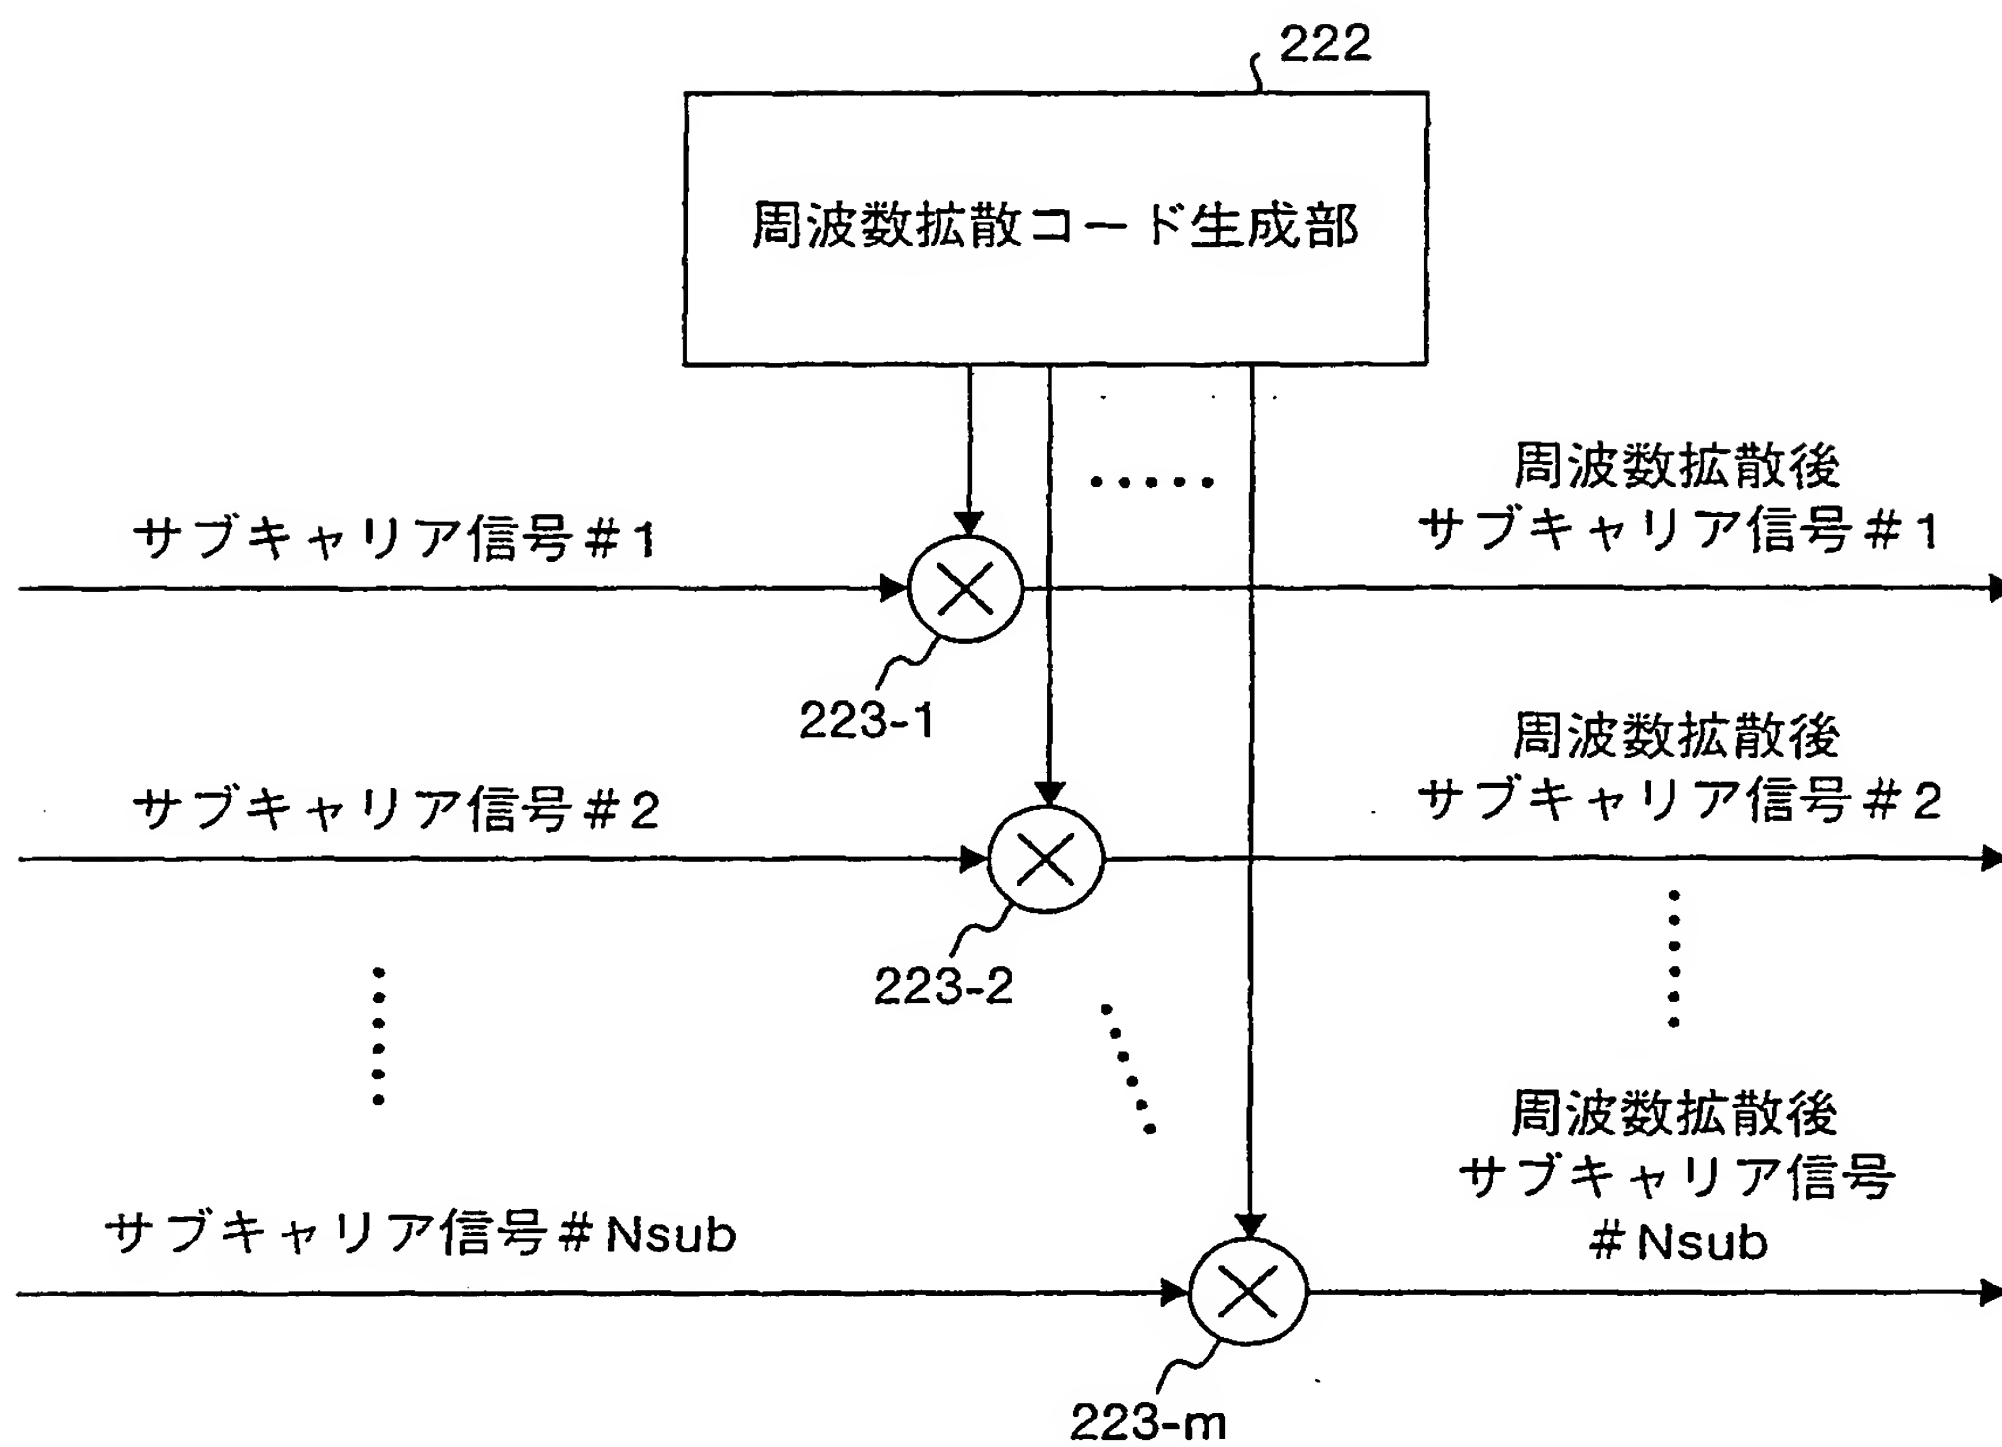 222
周波数拡散コード生成部
周波数拡散後
サブキャリア信号#1
サブキャリア信号#1
223-1
周波数拡散後
サブキャリア信号#2
サブキャリア信号#2
223-2
周波数拡散後
サブキャリア信号
#Nsub
サブキャリア信号#Nsub
223-m